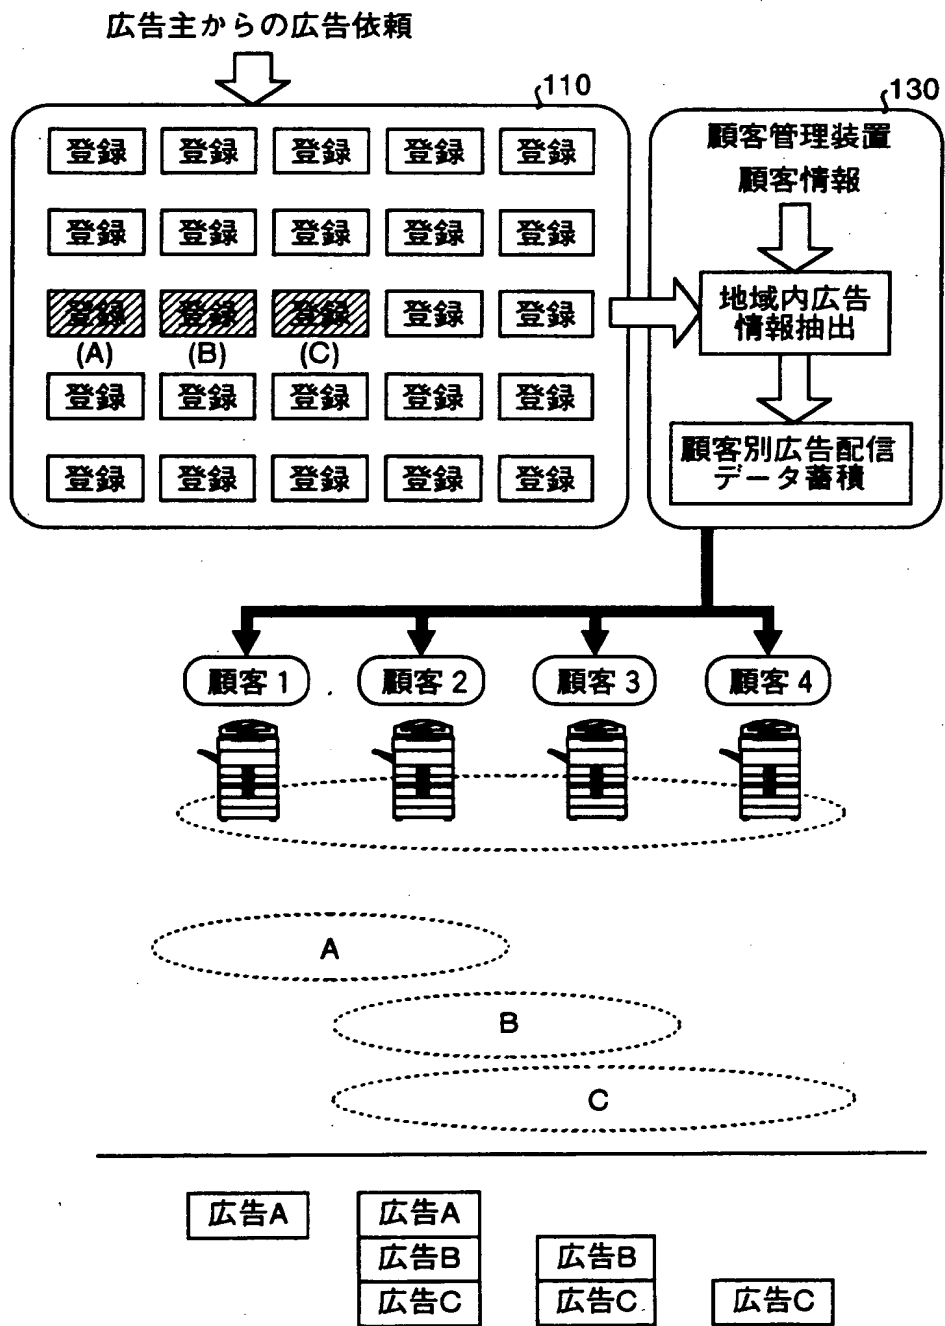 広告主からの広告依頼
110
130
登録 登録 登録 登録 登録
登録 登録 登録 登録 登録
登録 登録 登録 登録 登録
(A) (B) (C)
登録 登録 登録 登録 登録
登録 登録 登録 登録 登録
顧客管理装置
顧客情報
地域内広告
情報抽出
顧客別広告配信
データ蓄積
顧客1 顧客2 顧客3 顧客4
A
B
C
広告A 広告A
広告B 広告B
広告C 広告C 広告C